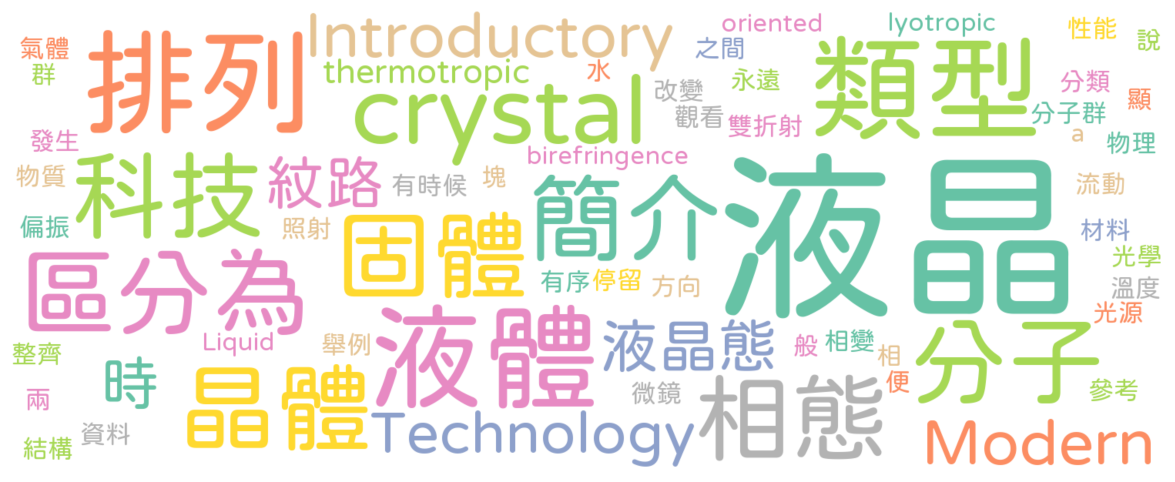 氣體
群
排列
Introductory
oriented
lyotropic
之間
性能
說
thermotropic
水
永遠
分類
crystal
改變
觀看
雙折射
類型
顯
分子群
a
物理
發生
birefringence
物質
科技
紋路
有時候
塊
簡介
液晶
流動
偏振
照射
固體
材料
光學
區分為
有序
停留
方向
溫度
光源
Liquid
舉例
液體
液晶態
般
相變
相
分子
整齊
時
晶體
微鏡
相態
便
參考
兩
Technology
Modern
結構
資料